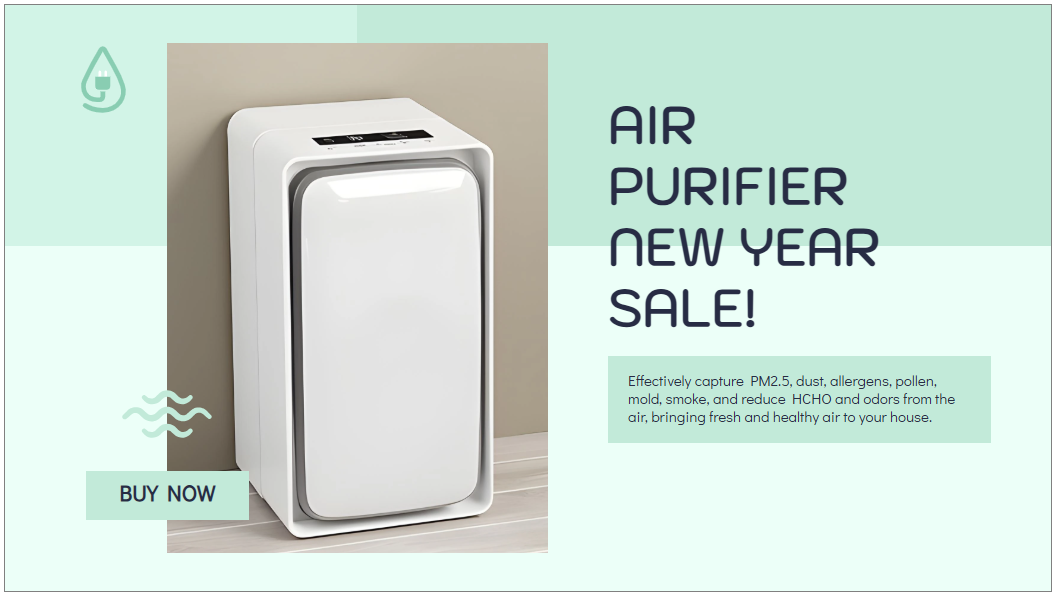 AIR
PURIFIER
NEW YEAR
SALE!
Effectively capture PM2.5, dust, allergens, pollen,
mold, smoke, and reduce HCHO and odors from the
air, bringing fresh and healthy air to your house.
BUY NOW